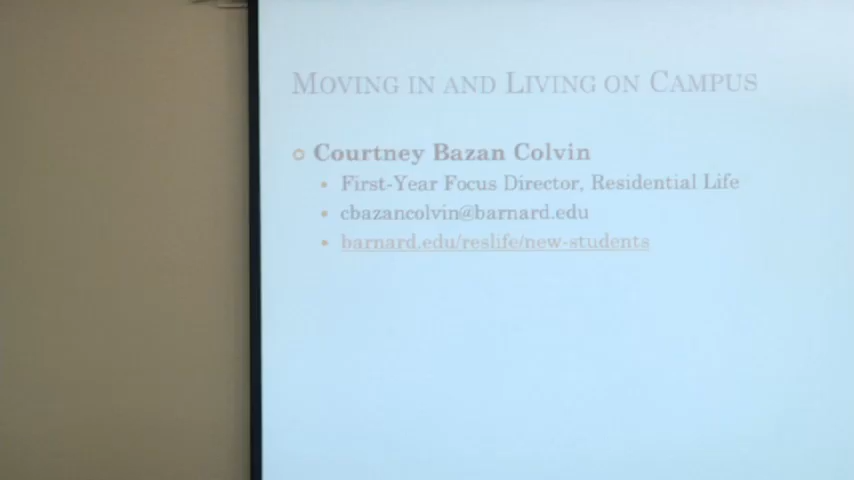 MOVING IN AND LIVING ON CAMPUS
Courtney Bazan Colvin
First-Year Focus Director, Residential Life
cbazancolvin@barnard.edu
barnard.edu/reslife/new-students